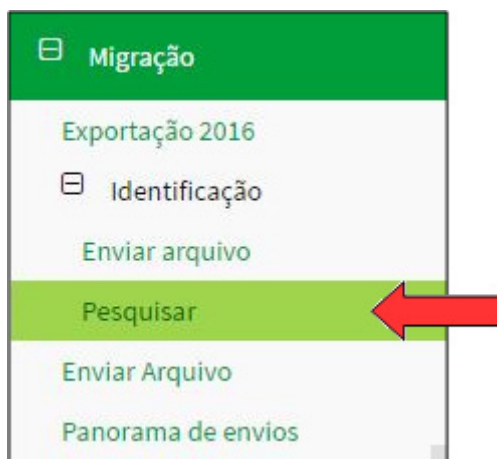 Migração
Exportação 2016
Identificação
Enviar arquivo
Pesquisar
Enviar Arquivo
Panorama de envios